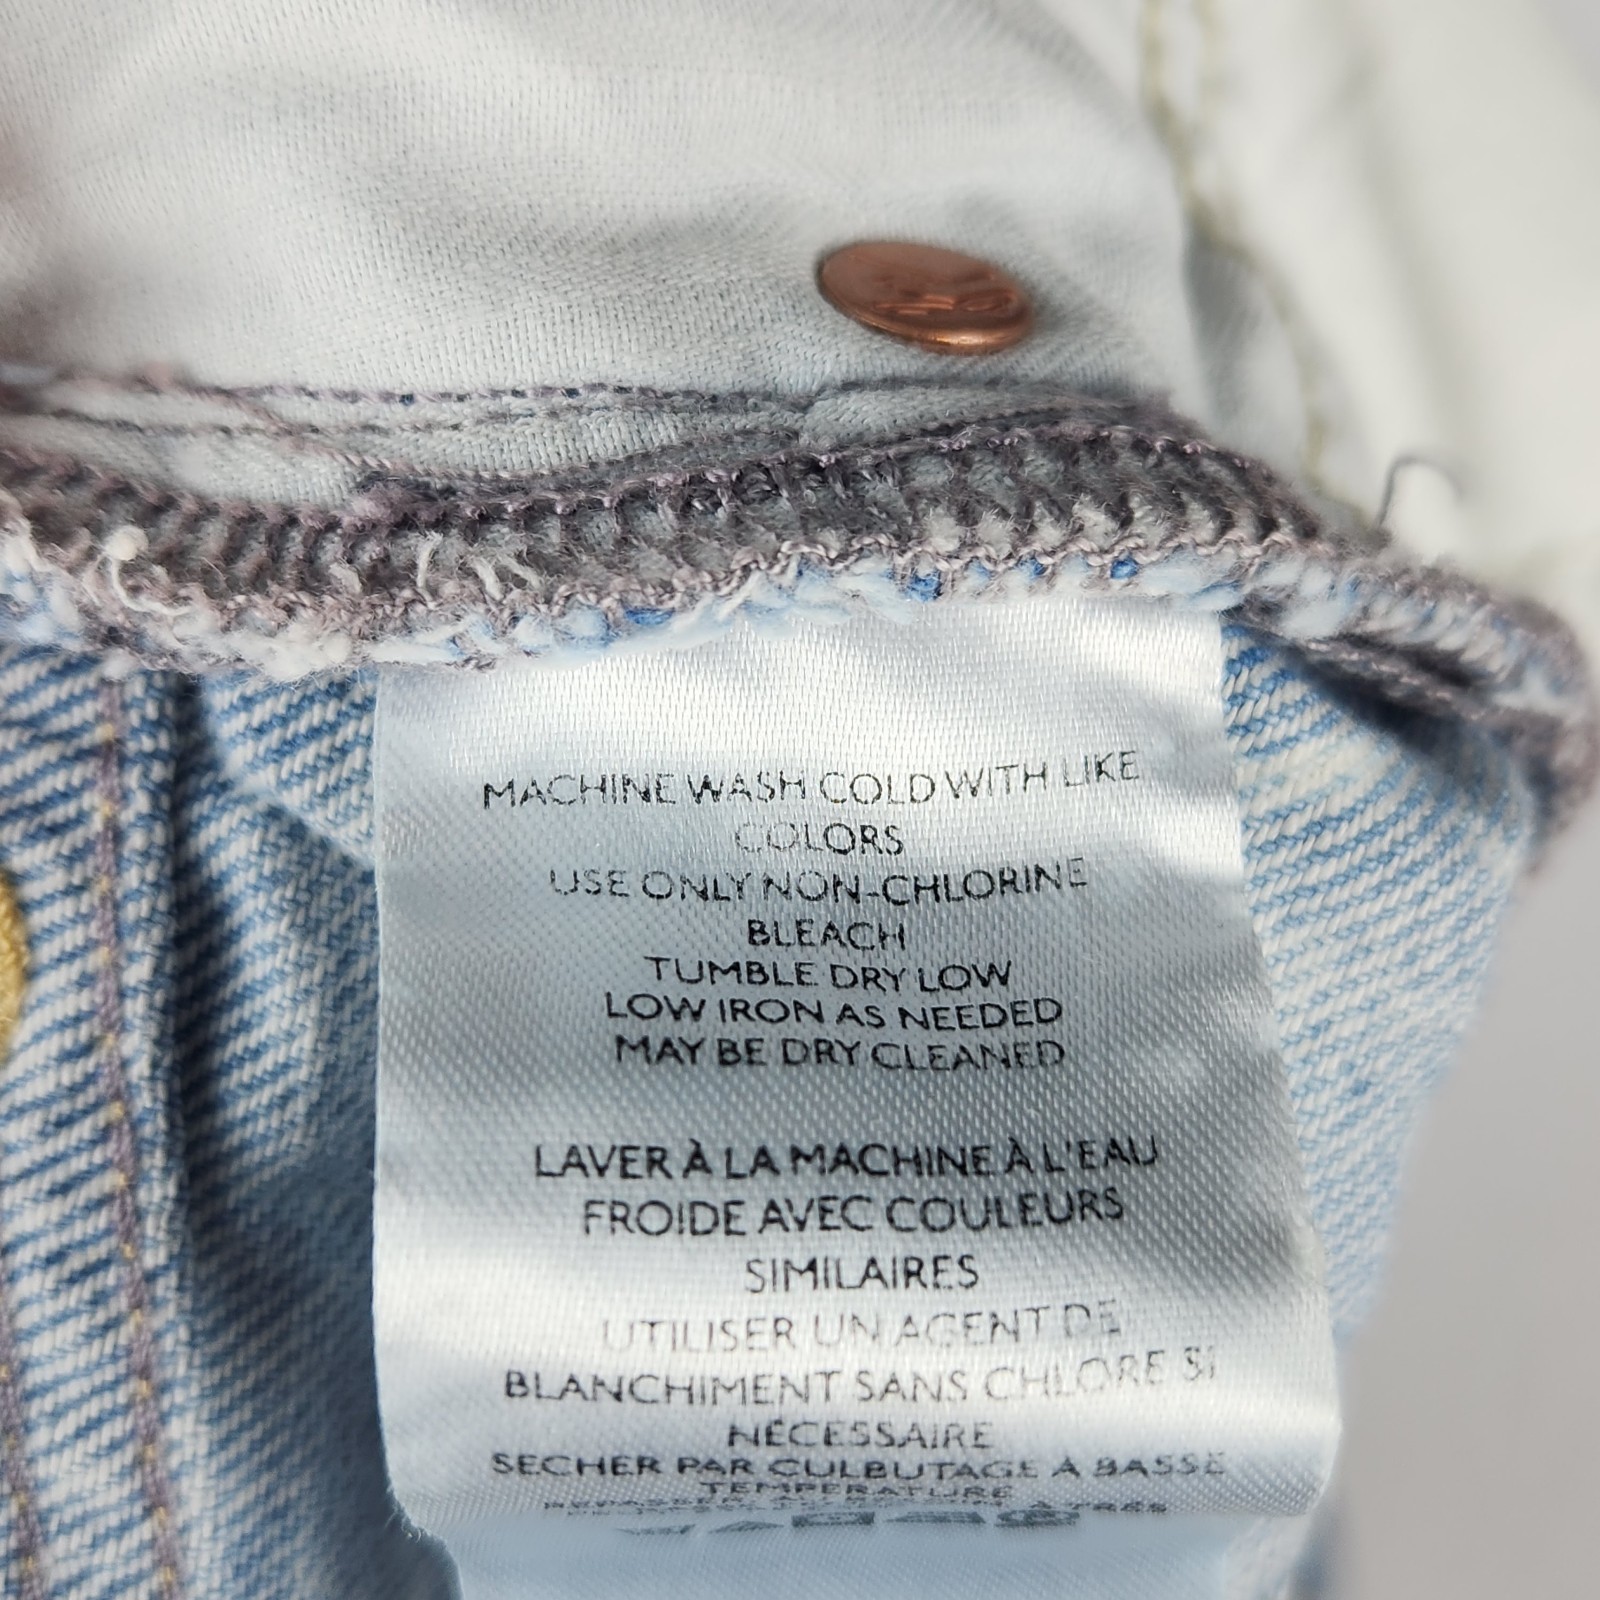 MACHINE WASH COLD WITH LIKE
COLORS
USE ONLY NON-CHLORINE
BLEACH
TUMBLE DRY LOW
LOW IRON AS NEEDED
MAY BE DRY CLEANED
LAVER À LA MACHINE À L'EAU
FROIDE AVEC COULEURS
SIMILAIRES
UTILISER UN AGENT DE
BLANCHIMENT SANS CHLORE SI
NÉCESSAIRE
SECHER PAR CULBUTAGE A BASSE
TEMPERATURE